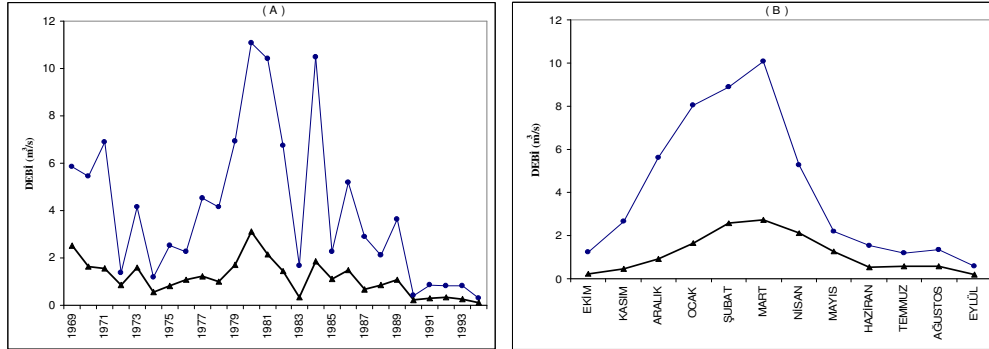 ( A )
12
10
8
6
4
2
0
DEBİ (m³/s)
1969
1971
1973
1975
1977
1979
1981
1983
1985
1987
1989
1991
1993
( B )
12
10
8
6
4
2
0
DEBİ (m³/s)
EKİM
KASIM
ARALIK
OCAK
ŞUBAT
MART
NİSAN
MAYIS
HAZİRAN
TEMMUZ
AĞUSTOS
EYLÜL